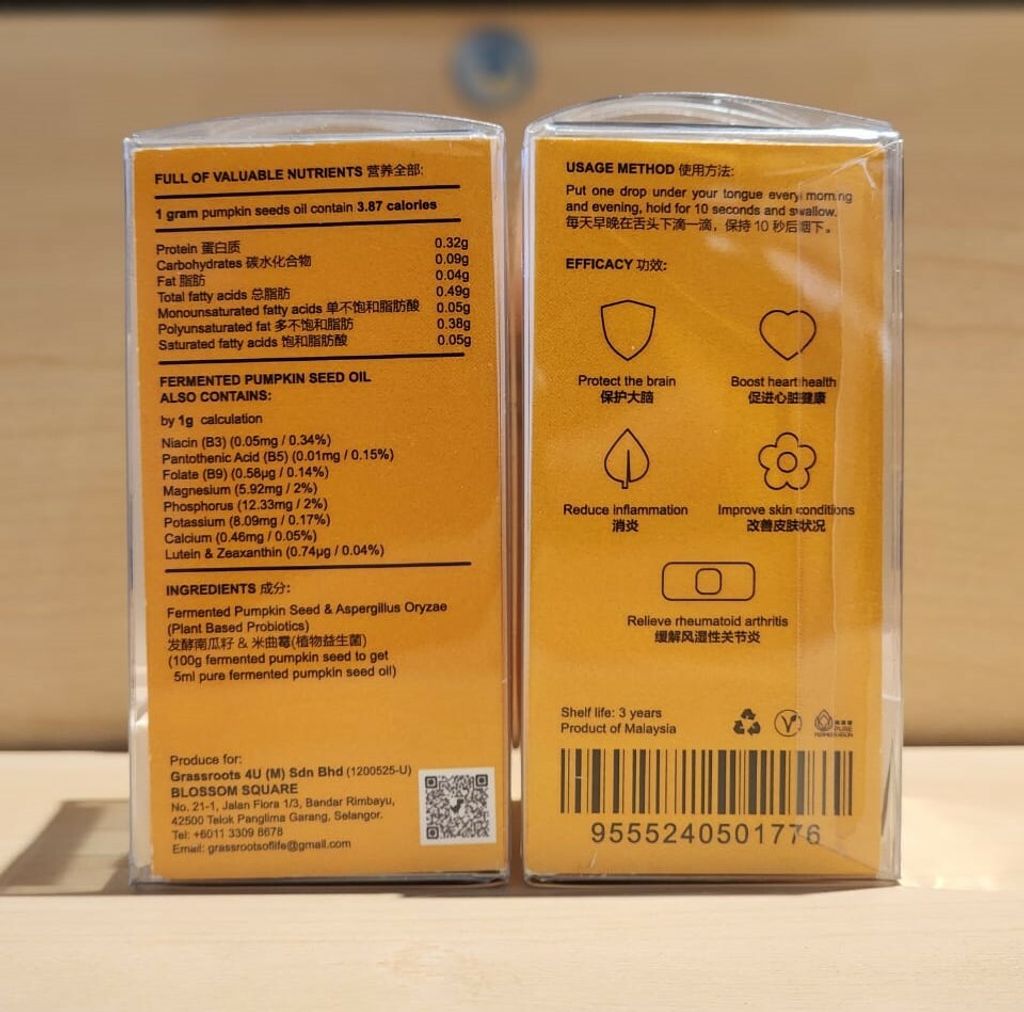 FULL OF VALUABLE NUTRIENTS 营养全部:
1 gram pumpkin seeds oil contain 3.87 calories
Protein 蛋白质 0.32g
Carbohydrates 碳水化合物 0.09g
Fat 脂肪 0.04g
Total fatty acids 总脂肪 0.49g
Monounsaturated fatty acids 单不饱和脂肪酸 0.05g
Polyunsaturated fat 多不饱和脂肪 0.38g
Saturated fatty acids 饱和脂肪酸 0.05g
FERMENTED PUMPKIN SEED OIL
ALSO CONTAINS:
by 1g calculation
Niacin (B3) (0.05mg / 0.34%)
Pantothenic Acid (B5) (0.01mg / 0.15%)
Folate (B9) (0.58μg / 0.14%)
Magnesium (5.92mg / 2%)
Phosphorus (12.33mg / 2%)
Potassium (8.09mg / 0.17%)
Calcium (0.46mg / 0.05%)
Lutein & Zeaxanthin (0.74μg / 0.04%)
INGREDIENTS 成分:
Fermented Pumpkin Seed & Aspergillus Oryzae
(Plant Based Probiotics)
发酵南瓜籽 & 米曲霉(植物益生菌)
(100g fermented pumpkin seed to get
5ml pure fermented pumpkin seed oil)
Produce for:
Grassroots 4U (M) Sdn Bhd (1200525-U)
BLOSSOM SQUARE
No. 21-1, Jalan Flora 1/3, Bandar Rimbayu,
42500 Telok Panglima Garang, Selangor.
Tel: +6011 3309 8678
Email: grassrootsoflife@gmail.com
USAGE METHOD 使用方法:
Put one drop under your tongue every morning
and evening, hold for 10 seconds and swallow.
每天早晚在舌头下滴一滴，保持 10 秒后咽下。
EFFICACY 功效:
Protect the brain
保护大脑
Boost heart health
促进心脏健康
Reduce inflammation
消炎
Improve skin conditions
改善皮肤状况
Relieve rheumatoid arthritis
缓解风湿性关节炎
Shelf life: 3 years
Product of Malaysia
PURE
9555240501776